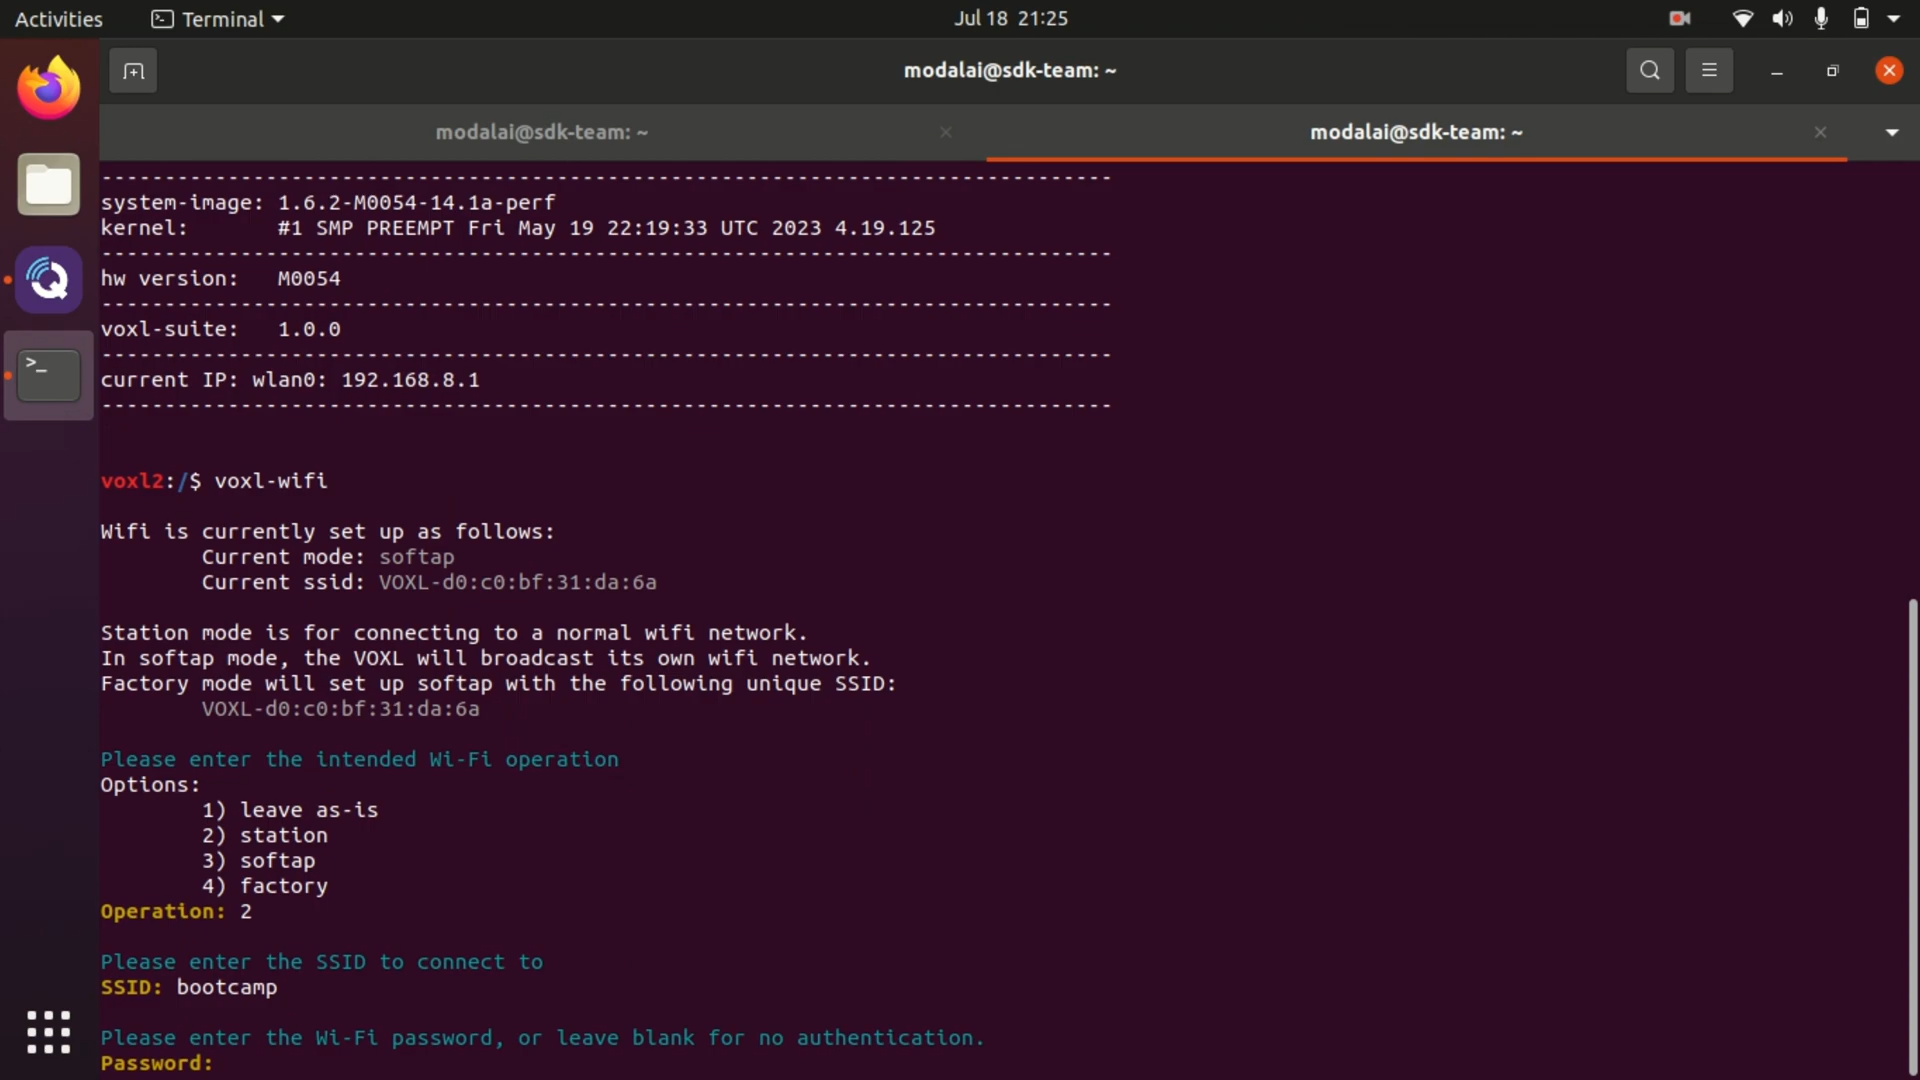 Activities
Terminal
Jul 18 21:25
modalai@sdk-team: ~
modalai@sdk-team: ~
modalai@sdk-team: ~
--------------------------------------------------------------------------------
system-image: 1.6.2-M0054-14.1a-perf
kernel:       #1 SMP PREEMPT Fri May 19 22:19:33 UTC 2023 4.19.125
--------------------------------------------------------------------------------
hw version:   M0054
--------------------------------------------------------------------------------
voxl-suite:   1.0.0
--------------------------------------------------------------------------------
current IP: wlan0: 192.168.8.1
--------------------------------------------------------------------------------
voxl2:/$ voxl-wifi
Wifi is currently set up as follows:
        Current mode: softap
        Current ssid: VOXL-d0:c0:bf:31:da:6a
Station mode is for connecting to a normal wifi network.
In softap mode, the VOXL will broadcast its own wifi network.
Factory mode will set up softap with the following unique SSID:
        VOXL-d0:c0:bf:31:da:6a
Please enter the intended Wi-Fi operation
Options:
        1) leave as-is
        2) station
        3) softap
        4) factory
Operation: 2
Please enter the SSID to connect to
SSID: bootcamp
Please enter the Wi-Fi password, or leave blank for no authentication.
Password: